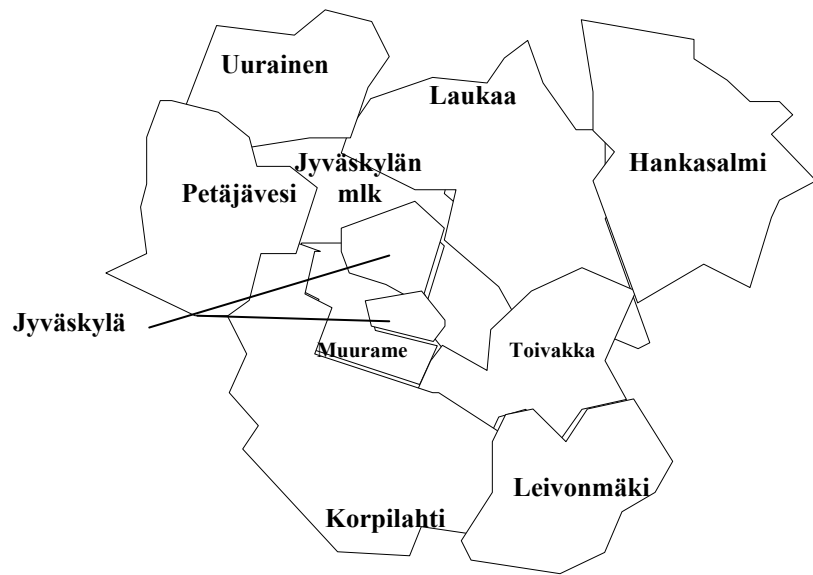 Uurainen
Laukaa
Jyväskylän
mlk
Hankasalmi
Petäjävesi
Jyväskylä
Muurame
Toivakka
Leivonmäki
Korpilahti